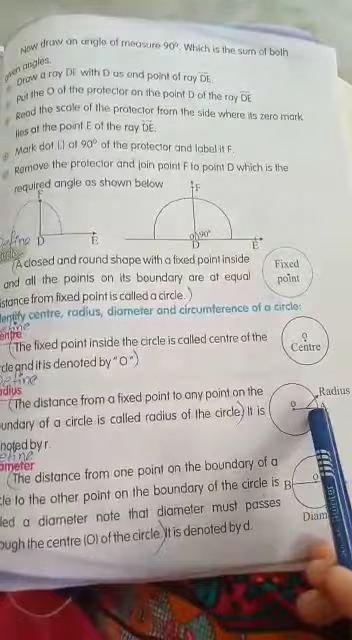 Now draw an angle of measure 90°. Which is the sum of both
given angles.
Draw a ray DE with D as end point of ray DE.
Put the O of the protractor on the point D of the ray DE
Read the scale of the protractor from the side where its zero mark
lies at the point E of the ray DE.
Mark dot (.) at 90° of the protractor and label it F.
Remove the protector and join point F to point D which is the
required angle as shown below
F
F
90°
D
E
D
E
Define
(A closed and round shape with a fixed point inside
and all the points on its boundary are at equal
distance from fixed point is called a circle.)
Fixed
point
Identify centre, radius, diameter and circumference of a circle:
Define
Centre
(The fixed point inside the circle is called centre of the
circle and it is denoted by "O")
O
Centre
Define
Radius
(The distance from a fixed point to any point on the
boundary of a circle is called radius of the circle) It is
denoted by r.
Radius
O
A
Define
Diameter
(The distance from one point on the boundary of a
circle to the other point on the boundary of the circle is
called a diameter note that diameter must passes
through the centre (O) of the circle.) It is denoted by d.
B
O
Diam